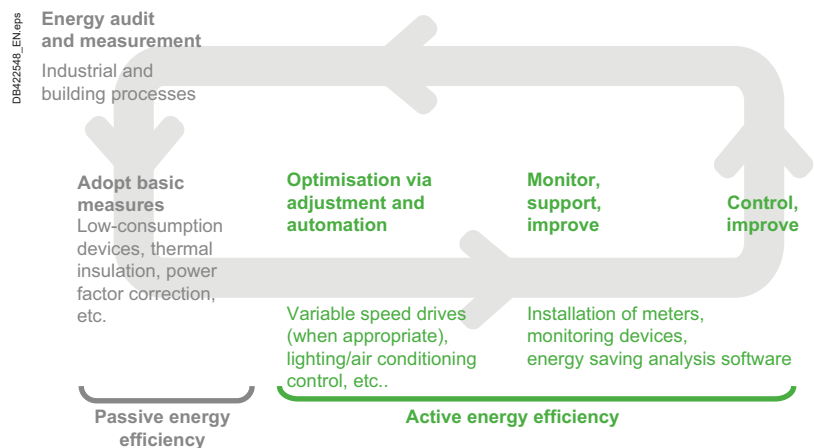 DB422548_EN.eps
Energy audit
and measurement
Industrial and
building processes
Adopt basic
measures
Low-consumption
devices, thermal
insulation, power
factor correction,
etc.
Optimisation via
adjustment and
automation
Monitor,
support,
improve
Control,
improve
Variable speed drives
(when appropriate),
lighting/air conditioning
control, etc..
Installation of meters,
monitoring devices,
energy saving analysis software
Passive energy
efficiency
Active energy efficiency